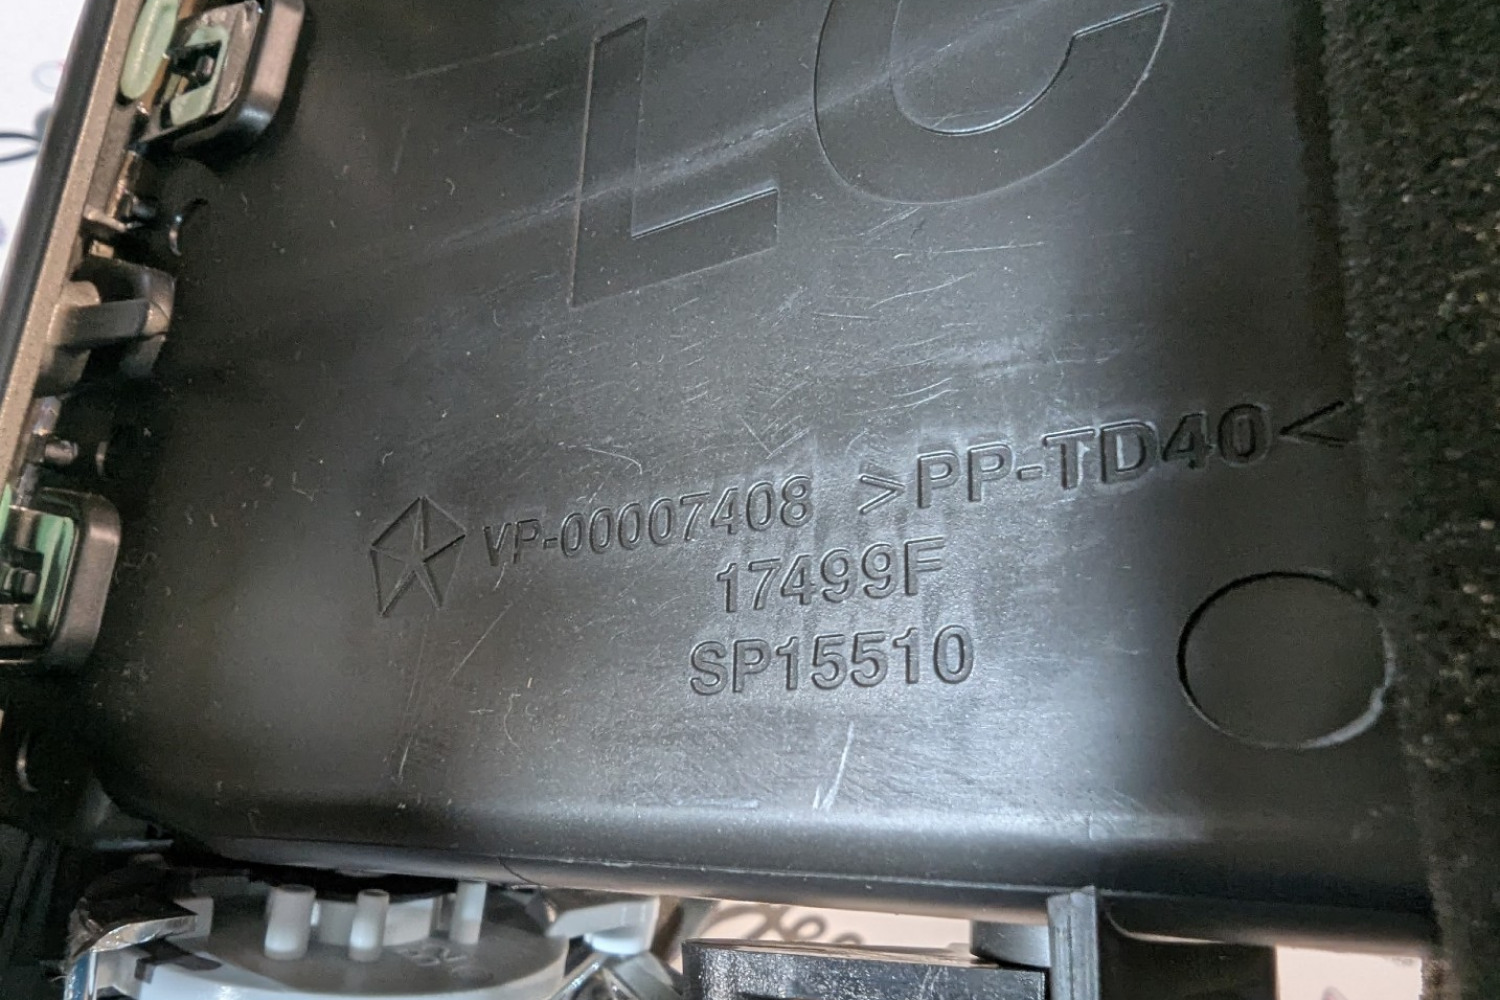 LC
VP-00007408 >PP-TD40<
17499F
SP15510